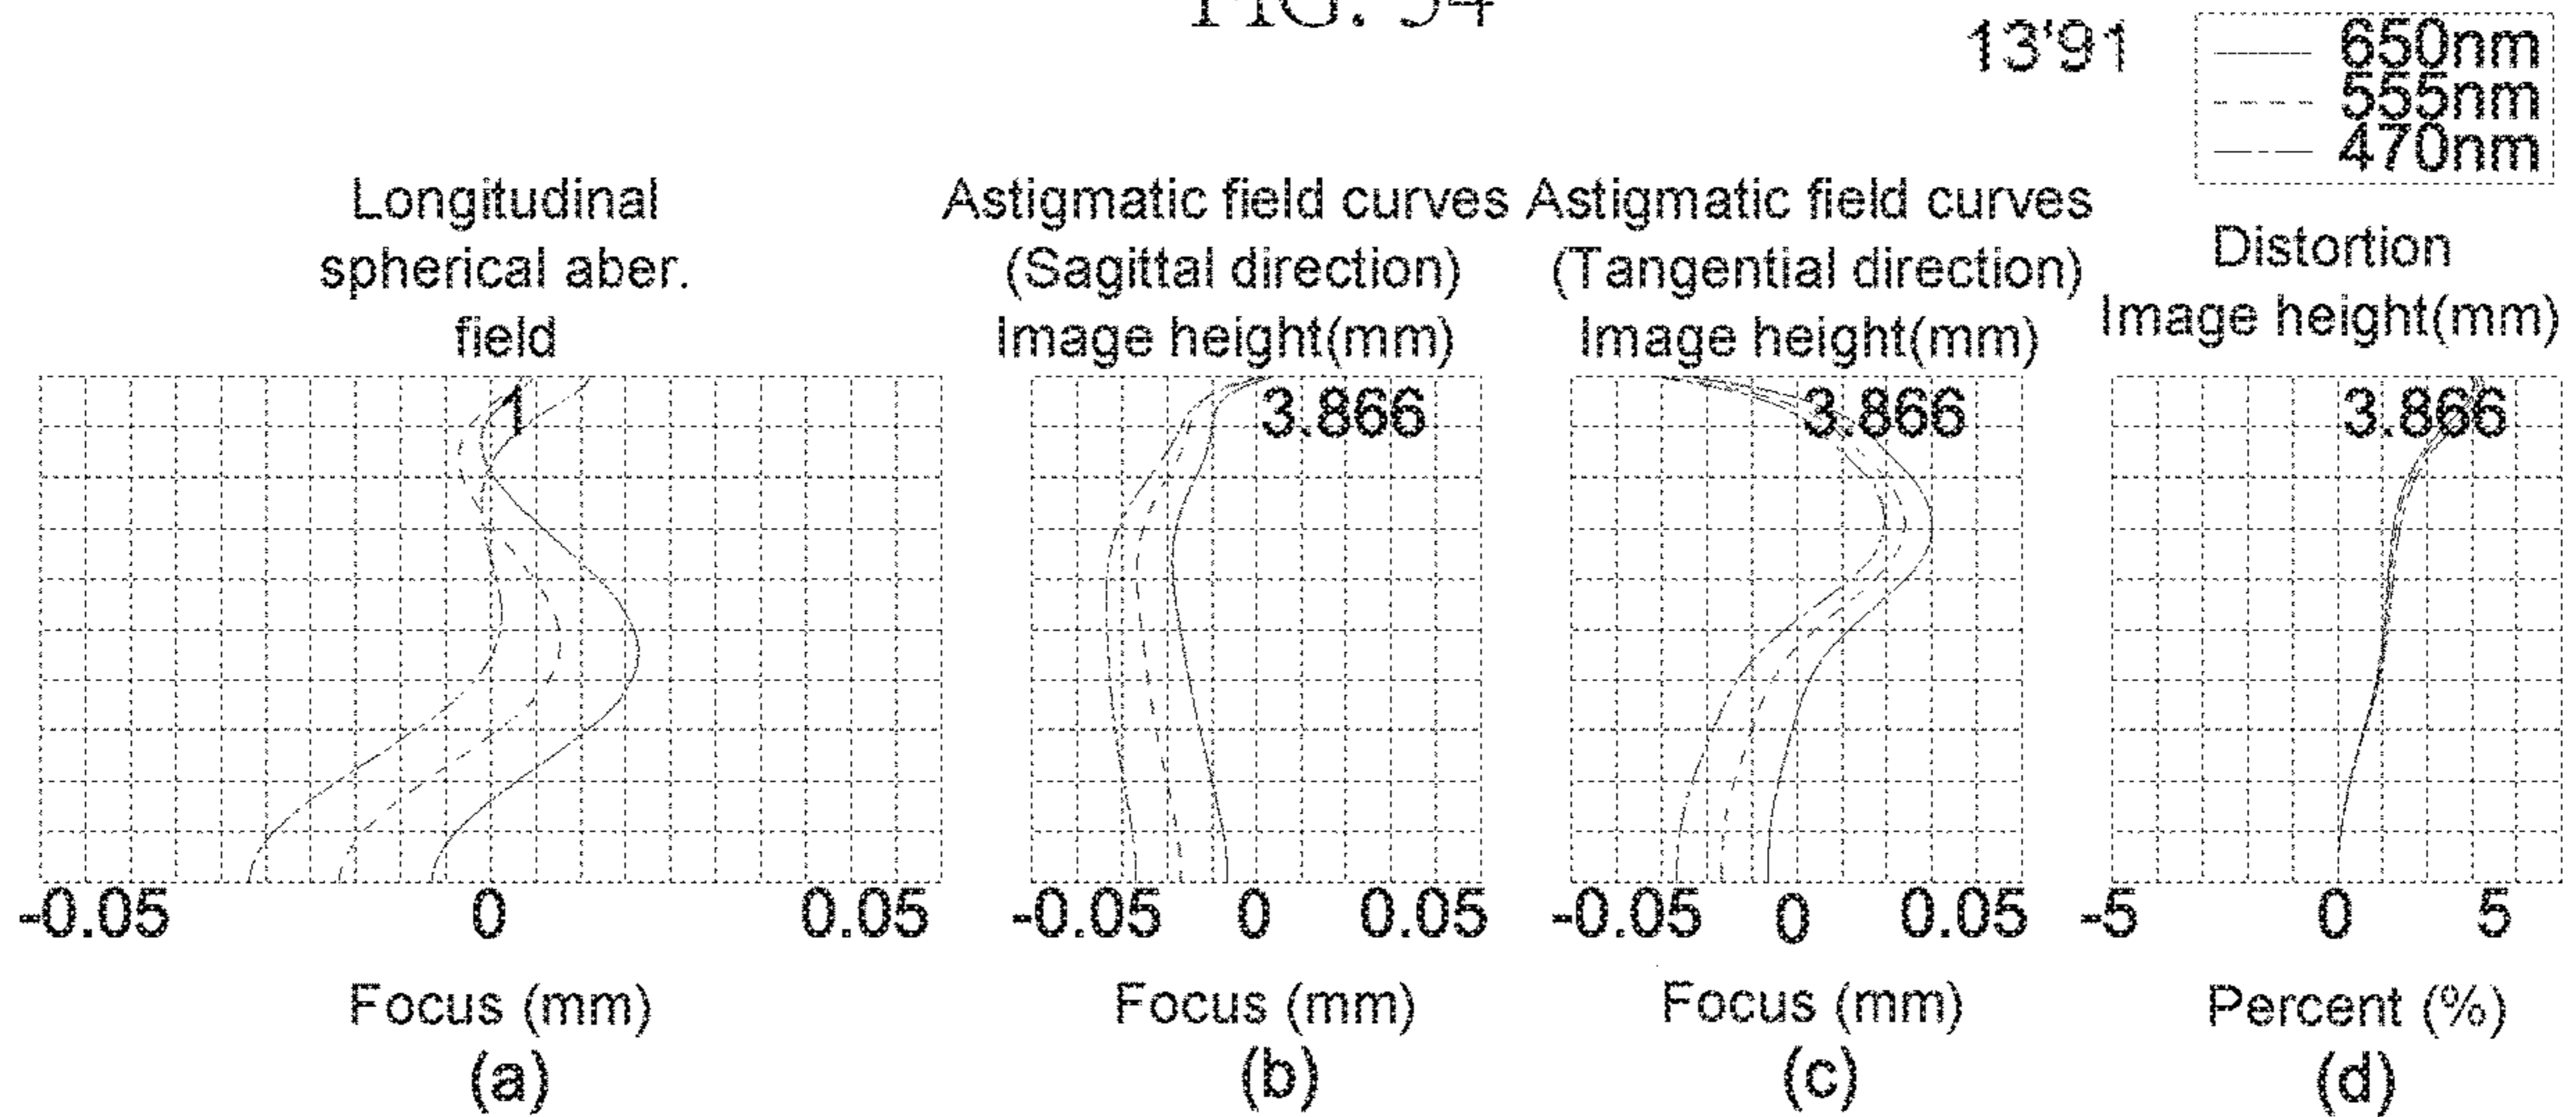 FIG. 54
13'91
650nm
555nm
470nm
Longitudinal
spherical aber.
field
Astigmatic field curves
(Sagittal direction)
Image height(mm)
Astigmatic field curves
(Tangential direction)
Image height(mm)
Distortion
Image height(mm)
1
3.866
3.866
3.866
-0.05 0 0.05
-0.05 0 0.05
-0.05 0 0.05
-5 0 5
Focus (mm)
Focus (mm)
Focus (mm)
Percent (%)
(a)
(b)
(c)
(d)